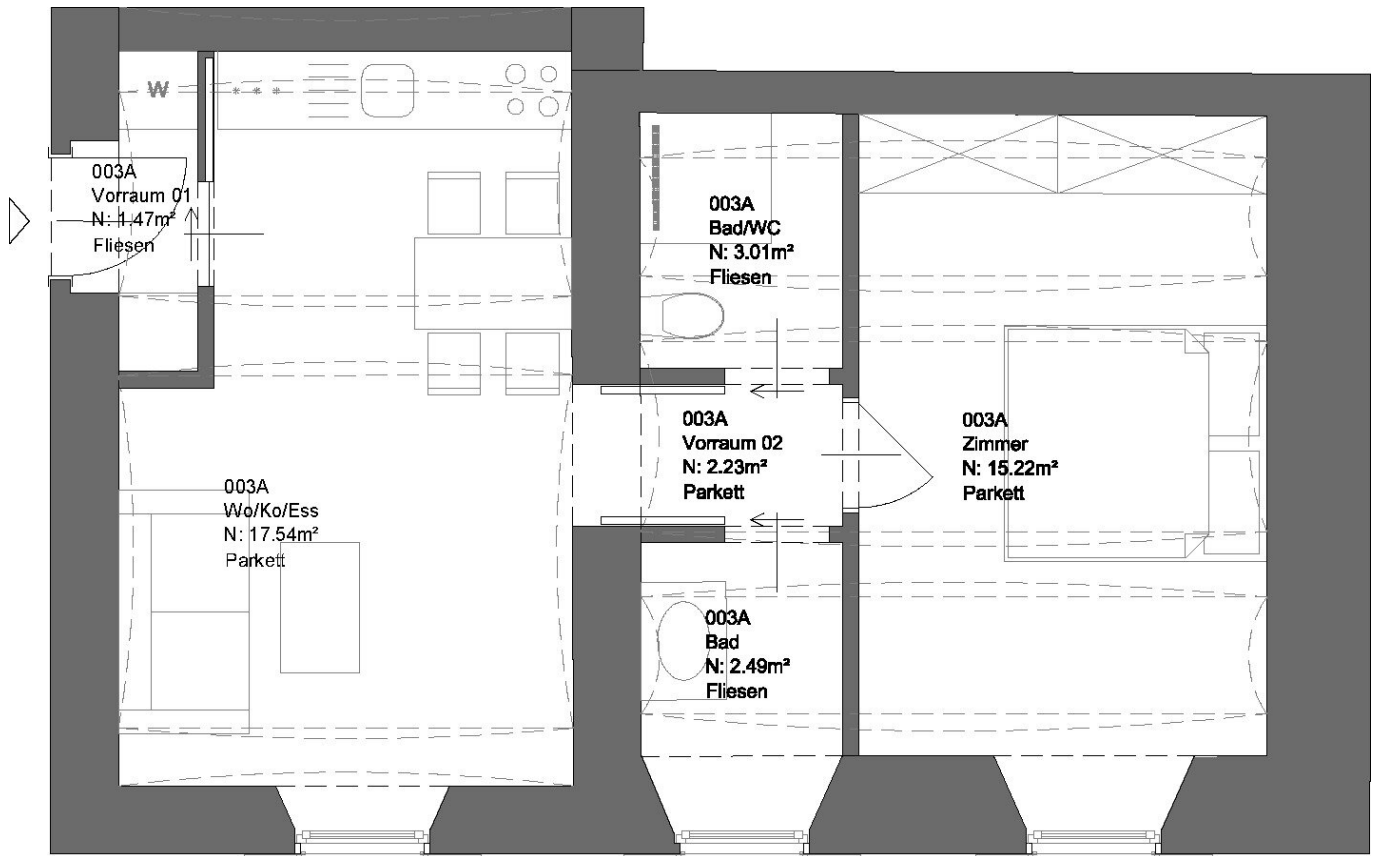 W
* * *
003A
Vorraum 01
N: 1.47m²
Fliesen
003A
Bad/WC
N: 3.01m²
Fliesen
003A
Vorraum 02
N: 2.23m²
Parkett
003A
Zimmer
N: 15.22m²
Parkett
003A
Wo/Ko/Ess
N: 17.54m²
Parkett
003A
Bad
N: 2.49m²
Fliesen